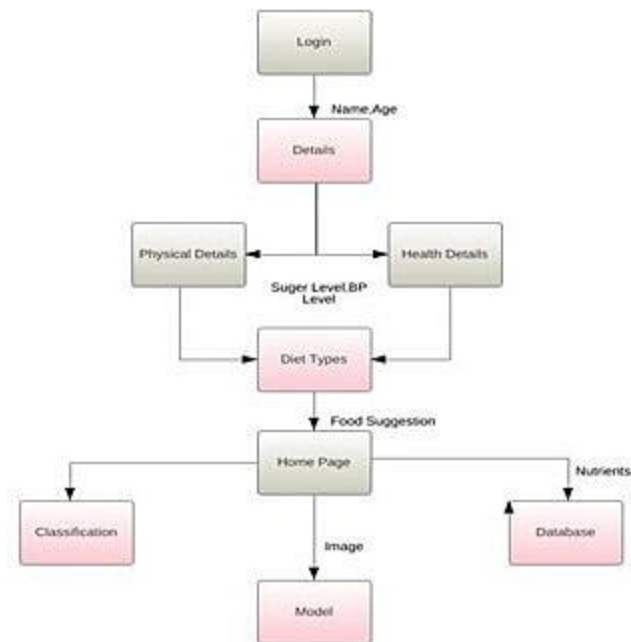 Login
Name,Age
Details
Physical Details
Health Details
Suger Level,BP
Level
Diet Types
Food Suggestion
Home Page
Nutrients
Classification
Database
Image
Model